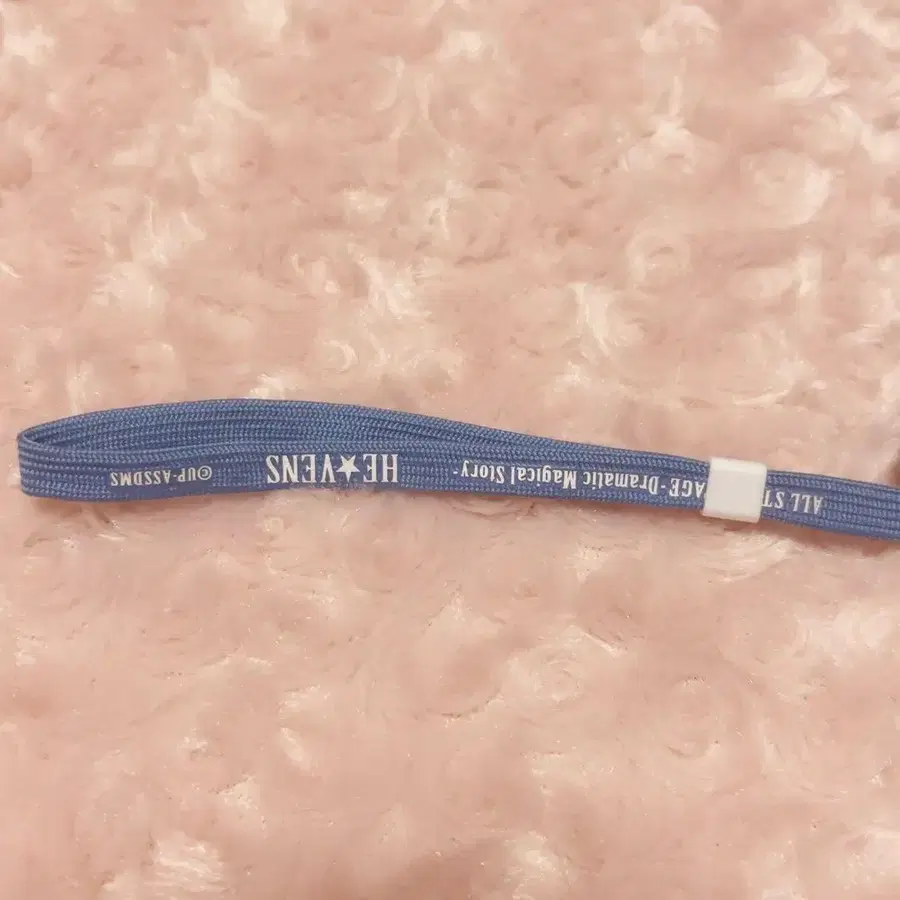 ALL ST AGE -Dramatic Magical Story- HE★VENS ©UP-ASSDMS